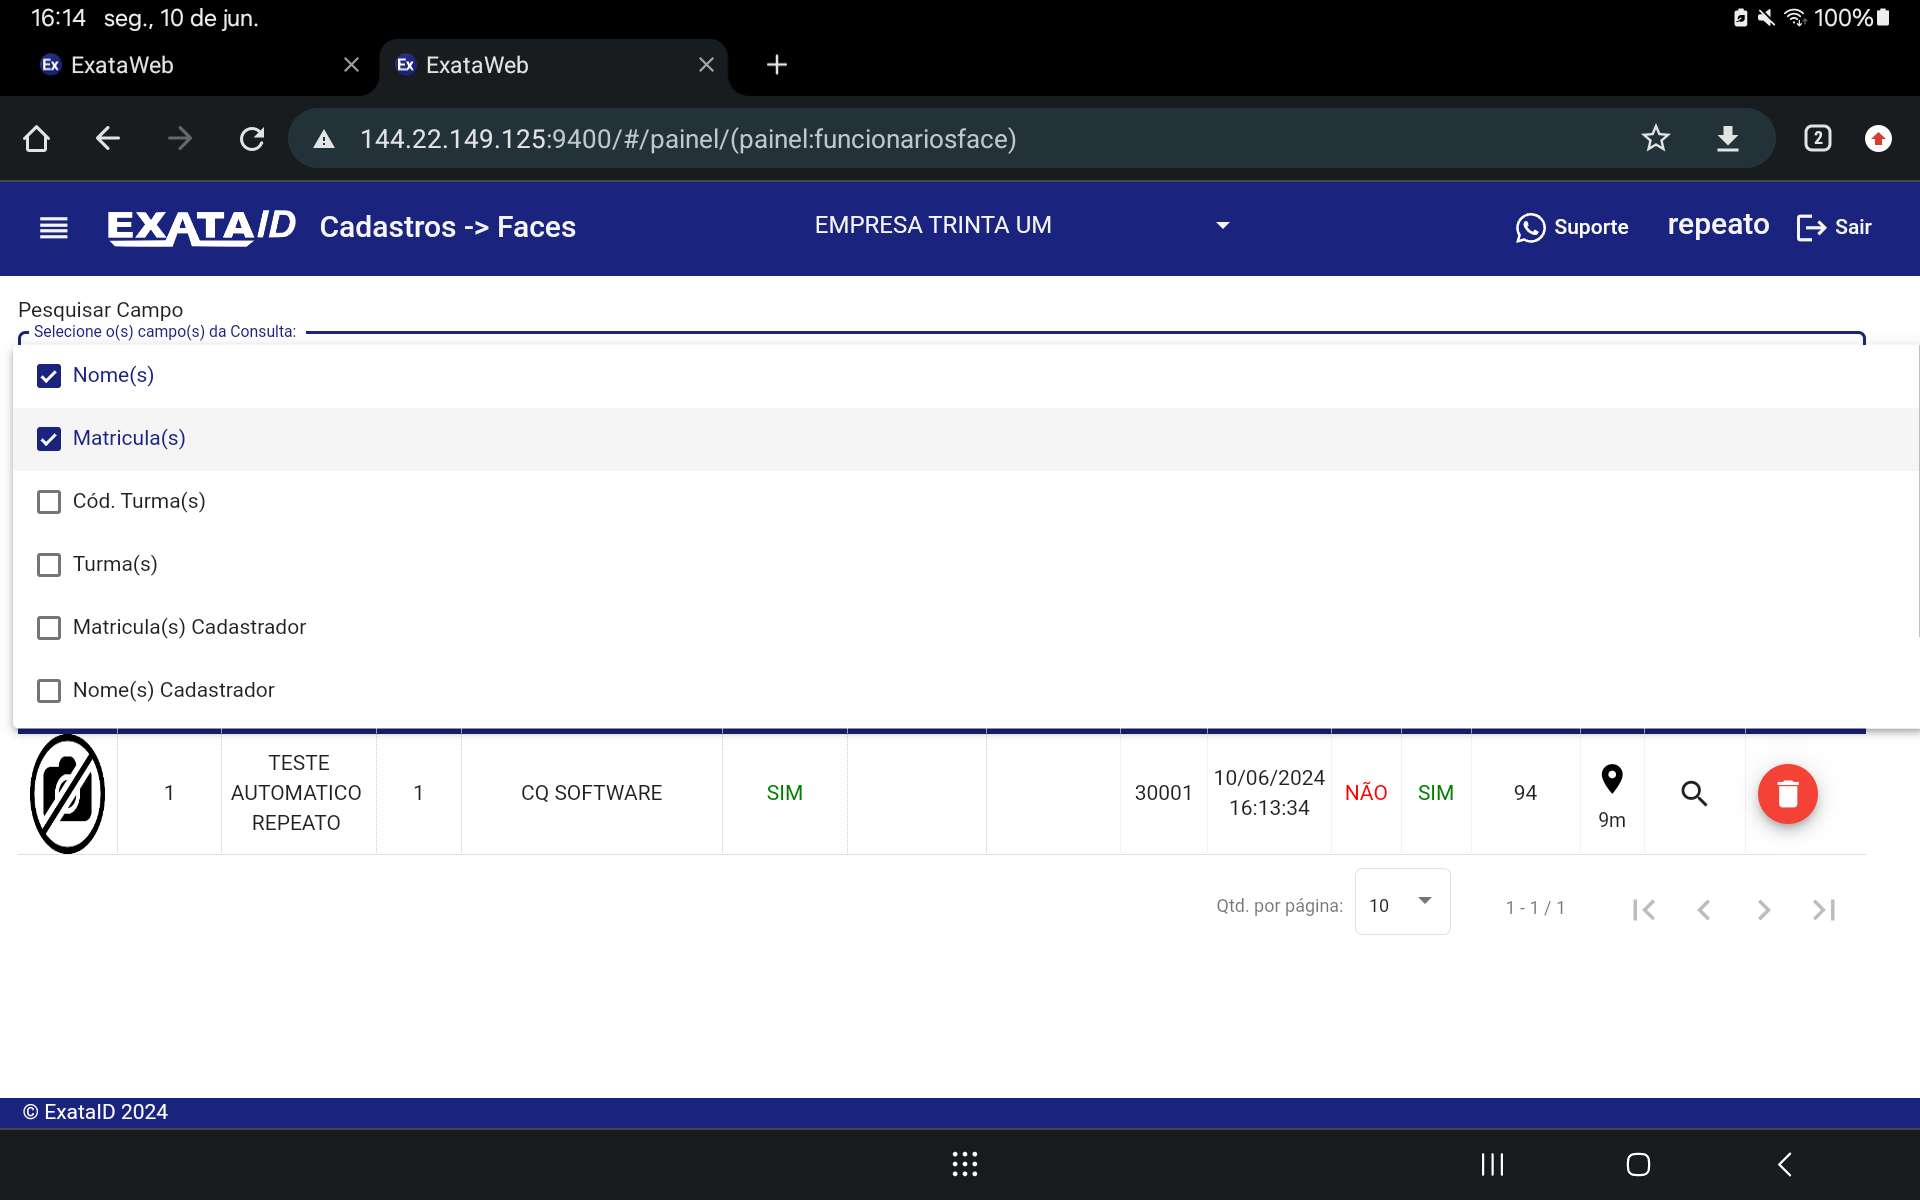 16:14 seg., 10 de jun. 100%
Ex ExataWeb Ex ExataWeb
144.22.149.125:9400/#/painel/(painel:funcionariosface) 2
EXATA/ID Cadastros -> Faces EMPRESA TRINTA UM Suporte repeato Sair
Pesquisar Campo
Selecione o(s) campo(s) da Consulta:
Nome(s)
Matricula(s)
Cód. Turma(s)
Turma(s)
Matricula(s) Cadastrador
Nome(s) Cadastrador
TESTE
AUTOMATICO
REPEATO
1 1 CQ SOFTWARE SIM 30001 10/06/2024 NÃO SIM 94
16:13:34
9m
Qtd. por página: 10 1 - 1 / 1
© ExataID 2024